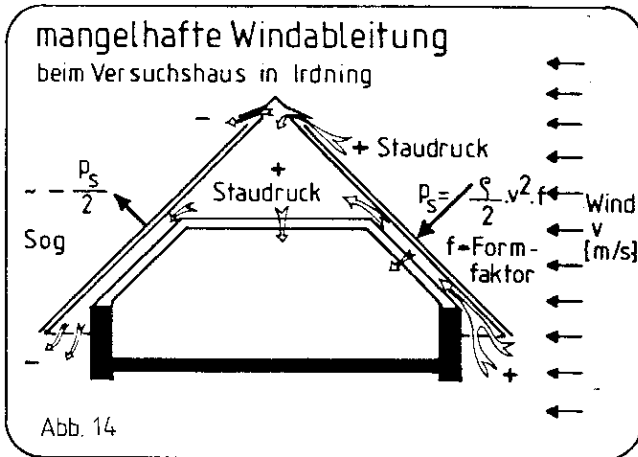 mangelhafte Windableitung
beim Versuchshaus in Irdning
-
+ Staudruck
+
Staudruck
~ - p_s/2
Sog
p_s = ρ/2 · v² · f
Wind
v
[m/s]
f = Form-
faktor
-
+
Abb. 14